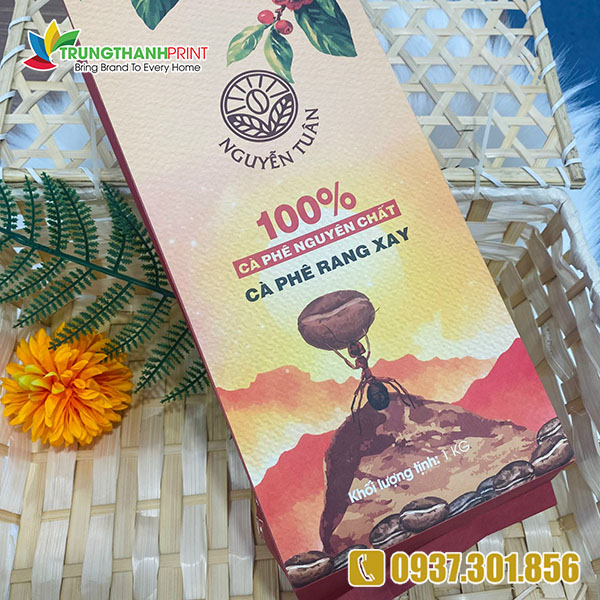 TRUNGTHANHPRINT
Bring Brand To Every Home
NGUYỄN TUÂN
100%
CÀ PHÊ NGUYÊN CHẤT
CÀ PHÊ RANG XAY
Khối lượng tịnh: 1 KG
0937.301.856